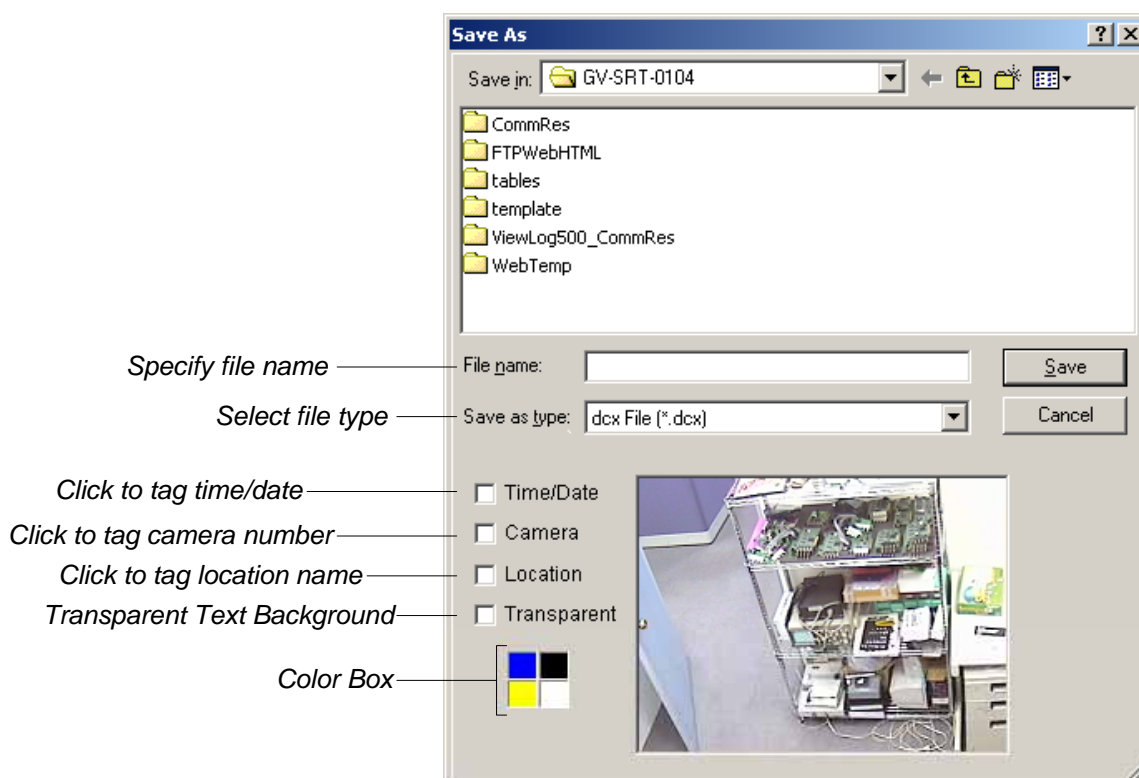 Save As
Save in: GV-SRT-0104
CommRes
FTPWebHTML
tables
template
ViewLog500_CommRes
WebTemp
Specify file name
File name:
Save
Select file type
Save as type:
dcx File (*.dcx)
Cancel
Click to tag time/date
Time/Date
Click to tag camera number
Camera
Click to tag location name
Location
Transparent Text Background
Transparent
Color Box